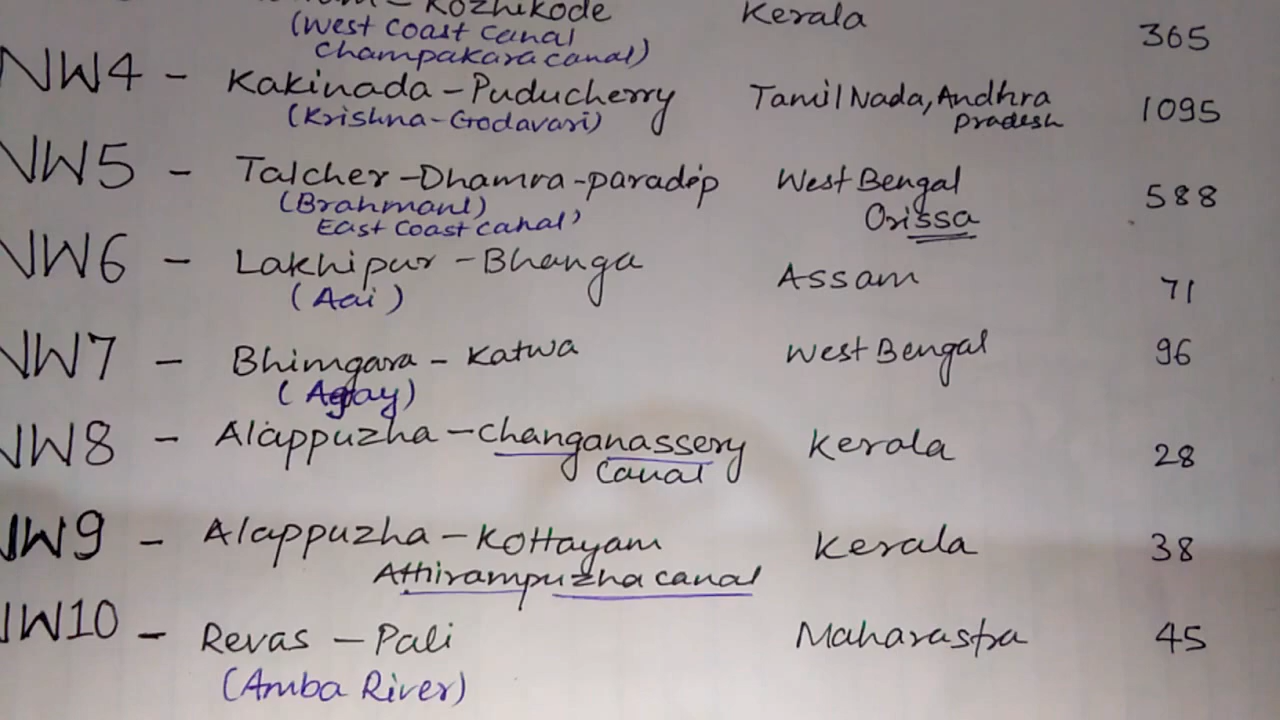 Kozhikode Kerala 365
(West Coast Canal
Champakara canal)
NW4 - Kakinada - Puducherry Tamil Nada, Andhra 1095
(Krishna-Godavari) Pradesh
NW5 - Talcher - Dhamra - paradip West Bengal 588
(Brahmani) Orissa
East Coast canal'
NW6 - Lakhipur - Bhanga Assam 71
(Aai)
NW7 - Bhimgara - Katwa West Bengal 96
(Agay)
NW8 - Alappuzha - Changanassery Kerala 28
Canal
NW9 - Alappuzha - Kottayam Kerala 38
Athirampuzha canal
NW10 - Revas - Pali Maharastra 45
(Amba River)